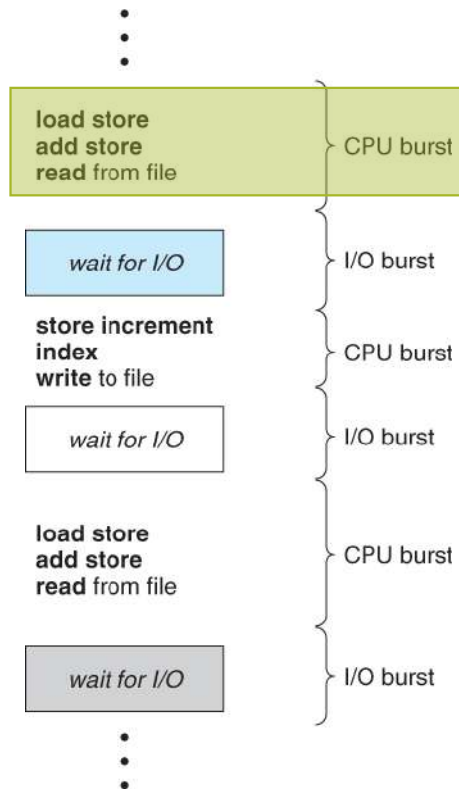 load store
add store
read from file
CPU burst
wait for I/O
I/O burst
store increment
index
write to file
CPU burst
wait for I/O
I/O burst
load store
add store
read from file
CPU burst
wait for I/O
I/O burst